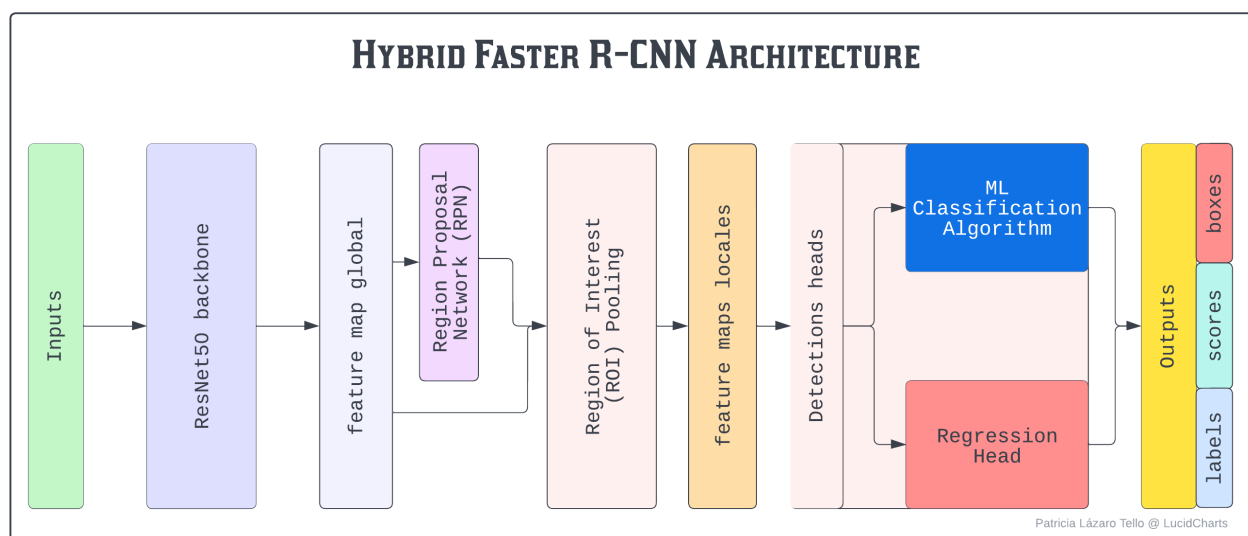 HYBRID FASTER R-CNN ARCHITECTURE
Inputs
ResNet50 backbone
feature map global
Region Proposal
Network (RPN)
Region of Interest
(ROI) Pooling
feature maps locales
Detections heads
ML
Classification
Algorithm
Regression
Head
Outputs
boxes
scores
labels
Patricia Lázaro Tello @ LucidCharts